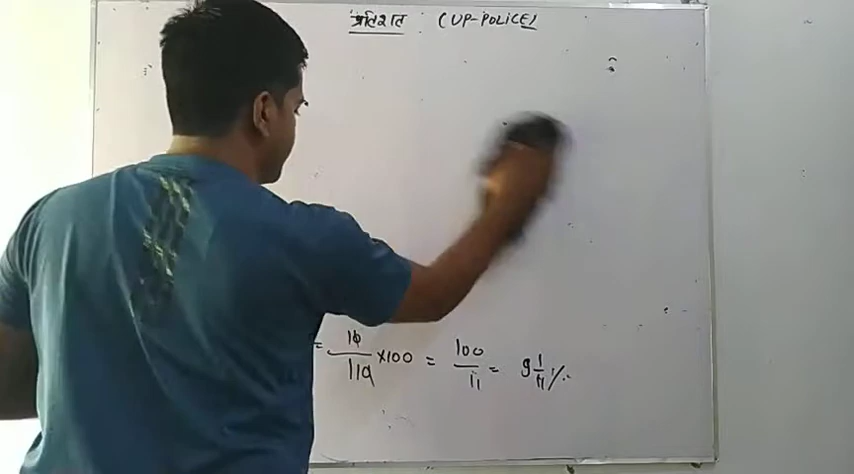 प्रतिशत (UP-POLICE)
= 10/110 ×100 = 100/11 = 9 1/11 %